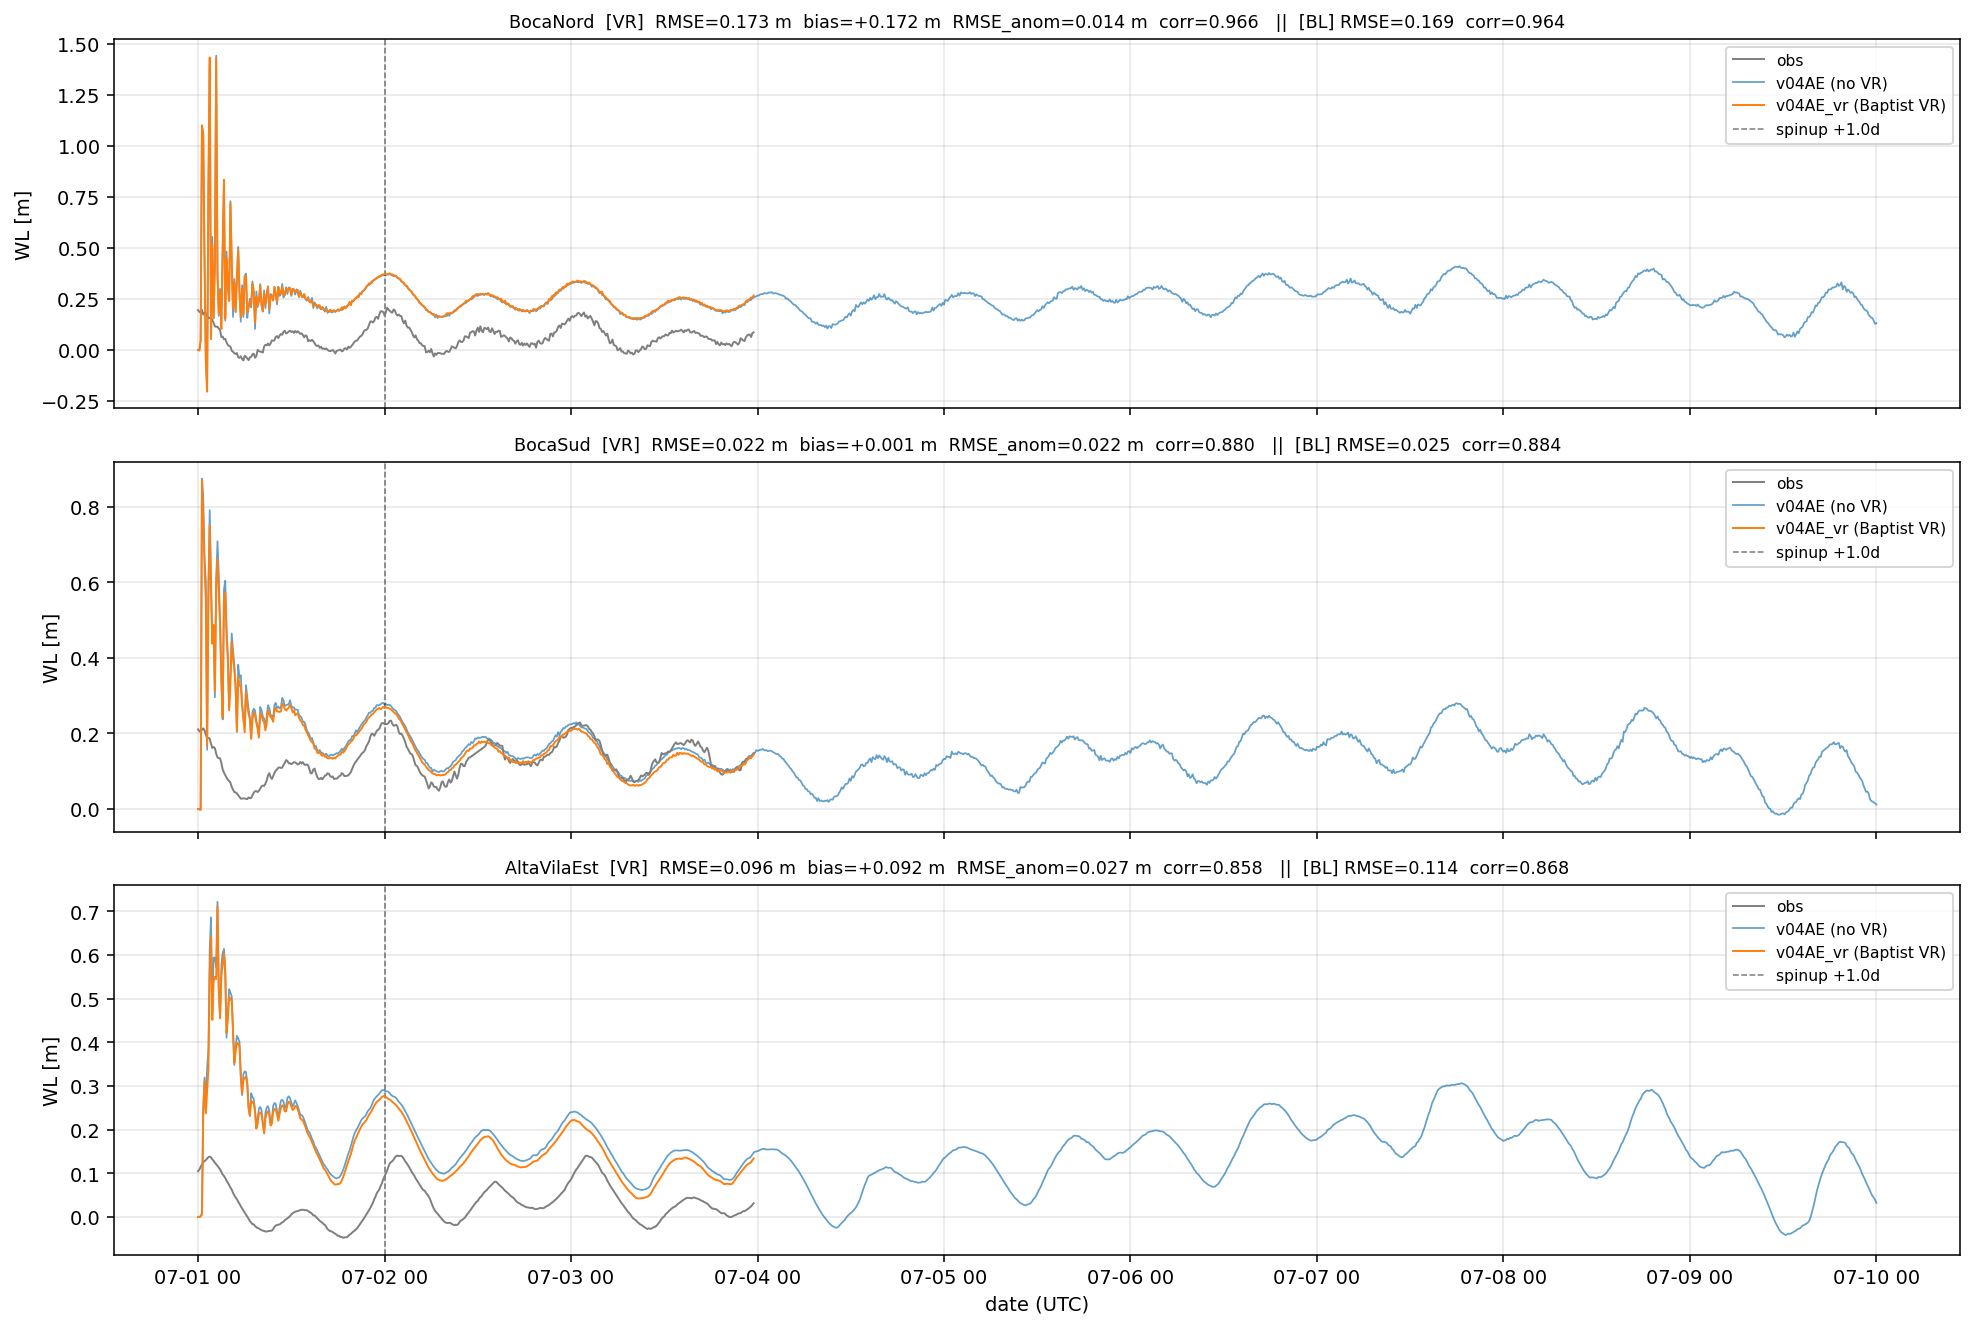 BocaNord  [VR]  RMSE=0.173 m  bias=+0.172 m  RMSE_anom=0.014 m  corr=0.966   ||  [BL] RMSE=0.169  corr=0.964
1.50
1.25
1.00
0.75
0.50
0.25
0.00
−0.25
WL [m]
obs
v04AE (no VR)
v04AE_vr (Baptist VR)
spinup +1.0d
BocaSud  [VR]  RMSE=0.022 m  bias=+0.001 m  RMSE_anom=0.022 m  corr=0.880   ||  [BL] RMSE=0.025  corr=0.884
0.8
0.6
0.4
0.2
0.0
WL [m]
obs
v04AE (no VR)
v04AE_vr (Baptist VR)
spinup +1.0d
AltaVilaEst  [VR]  RMSE=0.096 m  bias=+0.092 m  RMSE_anom=0.027 m  corr=0.858   ||  [BL] RMSE=0.114  corr=0.868
0.7
0.6
0.5
0.4
0.3
0.2
0.1
0.0
WL [m]
obs
v04AE (no VR)
v04AE_vr (Baptist VR)
spinup +1.0d
07-01 00  07-02 00  07-03 00  07-04 00  07-05 00  07-06 00  07-07 00  07-08 00  07-09 00  07-10 00
date (UTC)